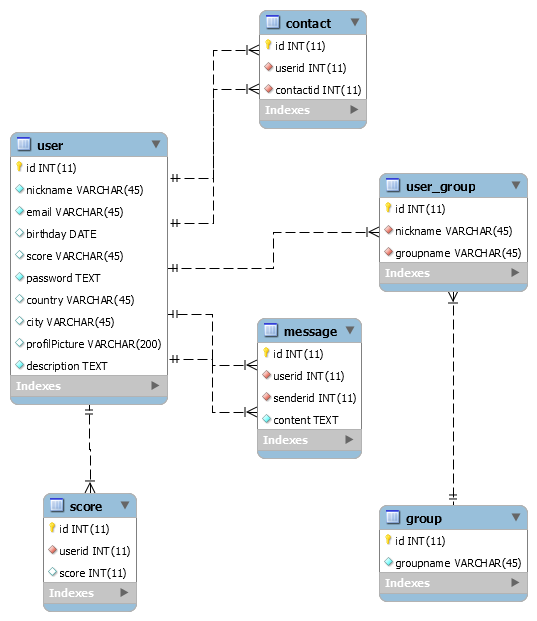 contact
id INT(11)
userid INT(11)
contactid INT(11)
Indexes
user
id INT(11)
nickname VARCHAR(45)
email VARCHAR(45)
birthday DATE
score VARCHAR(45)
password TEXT
country VARCHAR(45)
city VARCHAR(45)
profilPicture VARCHAR(200)
description TEXT
Indexes
user_group
id INT(11)
nickname VARCHAR(45)
groupname VARCHAR(45)
Indexes
message
id INT(11)
userid INT(11)
senderid INT(11)
content TEXT
Indexes
score
id INT(11)
userid INT(11)
score INT(11)
Indexes
group
id INT(11)
groupname VARCHAR(45)
Indexes